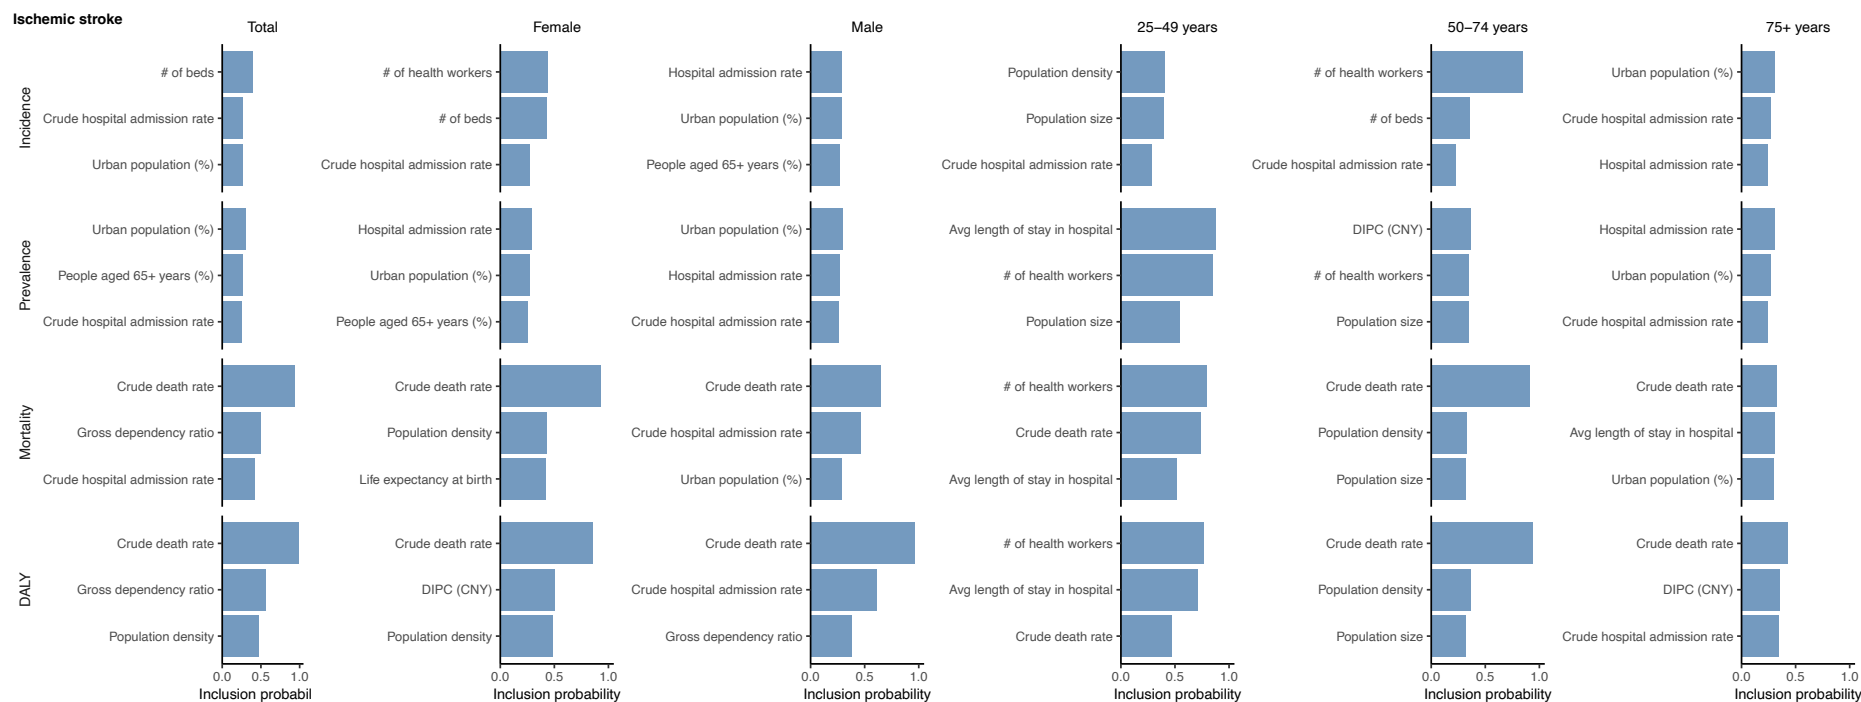 Ischemic stroke
Total
Female
Male
25–49 years
50–74 years
75+ years
Incidence
# of beds
Crude hospital admission rate
Urban population (%)
# of health workers
# of beds
Crude hospital admission rate
Hospital admission rate
Urban population (%)
People aged 65+ years (%)
Population density
Population size
Crude hospital admission rate
# of health workers
# of beds
Crude hospital admission rate
Urban population (%)
Crude hospital admission rate
Hospital admission rate
Prevalence
Urban population (%)
People aged 65+ years (%)
Crude hospital admission rate
Hospital admission rate
Urban population (%)
People aged 65+ years (%)
Urban population (%)
Hospital admission rate
Crude hospital admission rate
Avg length of stay in hospital
# of health workers
Population size
DIPC (CNY)
# of health workers
Population size
Hospital admission rate
Urban population (%)
Crude hospital admission rate
Mortality
Crude death rate
Gross dependency ratio
Crude hospital admission rate
Crude death rate
Population density
Life expectancy at birth
Crude death rate
Crude hospital admission rate
Urban population (%)
# of health workers
Crude death rate
Avg length of stay in hospital
Crude death rate
Population density
Population size
Crude death rate
Avg length of stay in hospital
Urban population (%)
DALY
Crude death rate
Gross dependency ratio
Population density
Crude death rate
DIPC (CNY)
Population density
Crude death rate
Crude hospital admission rate
Gross dependency ratio
# of health workers
Avg length of stay in hospital
Crude death rate
Crude death rate
Population density
Population size
Crude death rate
DIPC (CNY)
Crude hospital admission rate
0.0 0.5 1.0
0.0 0.5 1.0
0.0 0.5 1.0
0.0 0.5 1.0
0.0 0.5 1.0
0.0 0.5 1.0
Inclusion probabil
Inclusion probability
Inclusion probability
Inclusion probability
Inclusion probability
Inclusion probability